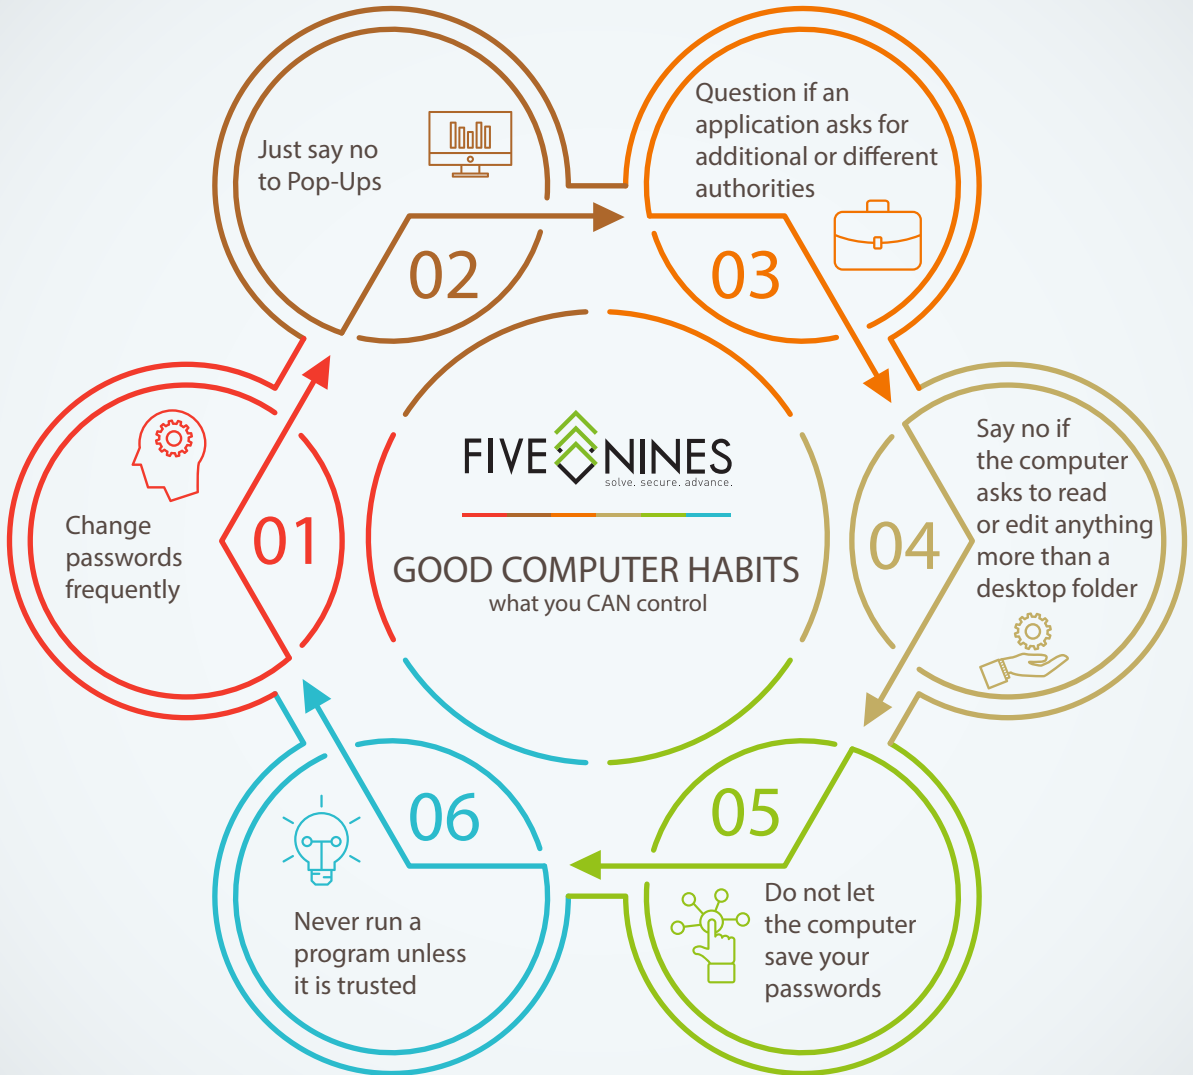 FIVE NINES
solve. secure. advance.
GOOD COMPUTER HABITS
what you CAN control
01
Change
passwords
frequently
02
Just say no
to Pop-Ups
03
Question if an
application asks for
additional or different
authorities
04
Say no if
the computer
asks to read
or edit anything
more than a
desktop folder
05
Do not let
the computer
save your
passwords
06
Never run a
program unless
it is trusted